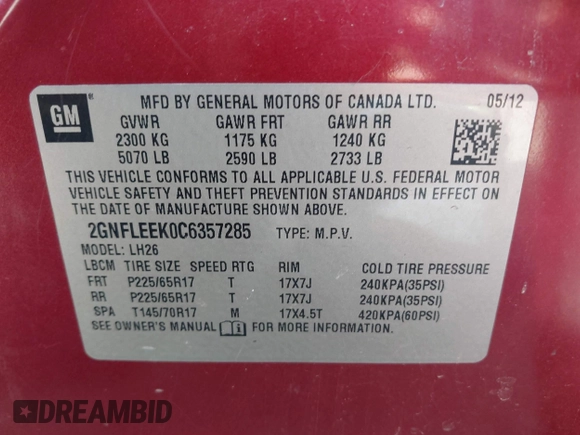 GM
MFD BY GENERAL MOTORS OF CANADA LTD. 05/12
GVWR GAWR FRT GAWR RR
2300 KG 1175 KG 1240 KG
5070 LB 2590 LB 2733 LB
THIS VEHICLE CONFORMS TO ALL APPLICABLE U.S. FEDERAL MOTOR
VEHICLE SAFETY AND THEFT PREVENTION STANDARDS IN EFFECT ON
THE DATE OF MANUFACTURE SHOWN ABOVE.
2GNFLEEK0C6357285 TYPE: M.P.V.
MODEL: LH26
LBCM TIRE SIZE SPEED RTG RIM COLD TIRE PRESSURE
FRT P225/65R17 T 17X7J 240KPA(35PSI)
RR P225/65R17 T 17X7J 240KPA(35PSI)
SPA T145/70R17 M 17X4.5T 420KPA(60PSI)
SEE OWNER'S MANUAL FOR MORE INFORMATION.
DREAMBID